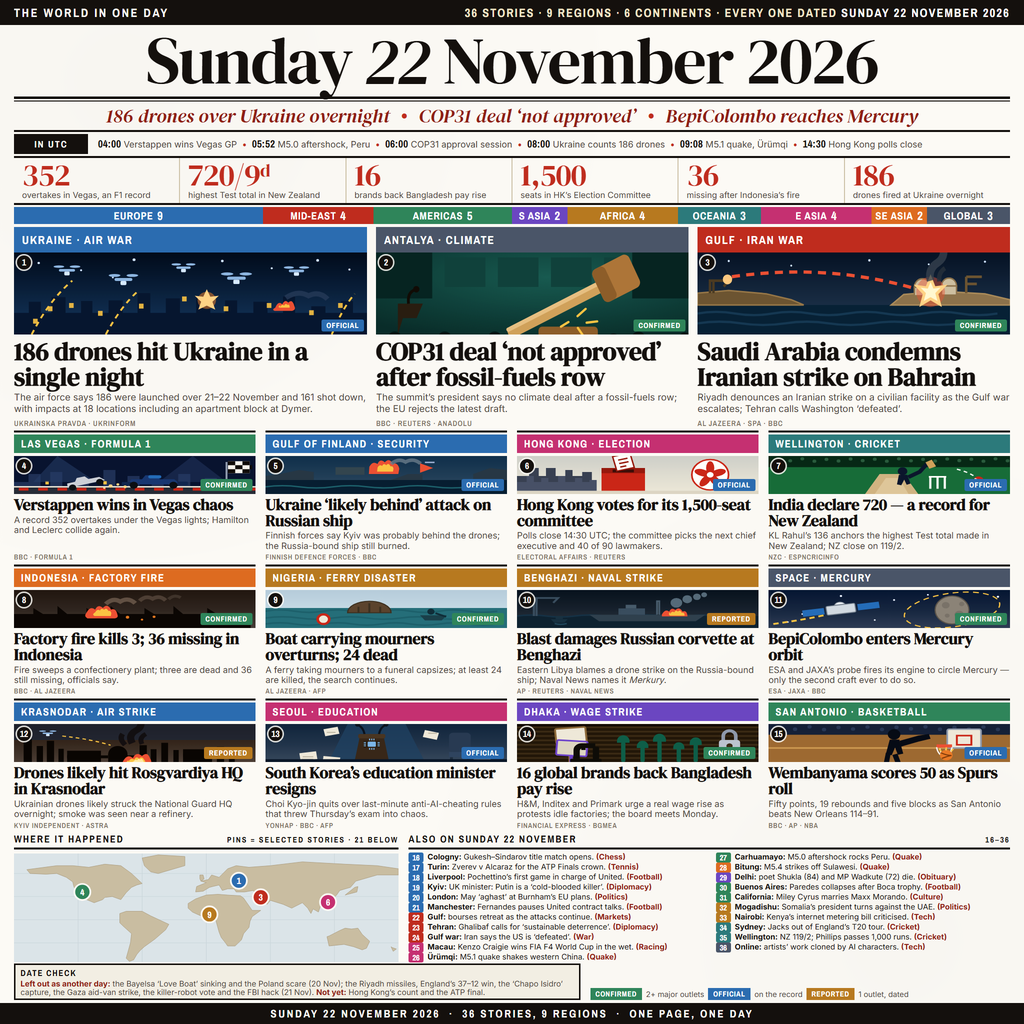 THE WORLD IN ONE DAY
36 STORIES · 9 REGIONS · 6 CONTINENTS · EVERY ONE DATED SUNDAY 22 NOVEMBER 2026
Sunday 22 November 2026
186 drones over Ukraine overnight • COP31 deal ‘not approved’ • BepiColombo reaches Mercury
IN UTC
04:00 Verstappen wins Vegas GP • 05:52 M5.0 aftershock, Peru • 06:00 COP31 approval session • 08:00 Ukraine counts 186 drones • 09:08 M5.1 quake, Ürümqi • 14:30 Hong Kong polls close
352
overtakes in Vegas, an F1 record
720/9d
highest Test total in New Zealand
16
brands back Bangladesh pay rise
1,500
seats in HK's Election Committee
36
missing after Indonesia's fire
186
drones fired at Ukraine overnight
EUROPE 9
MID-EAST 4
AMERICAS 5
S ASIA 2
AFRICA 4
OCEANIA 3
E ASIA 4
SE ASIA 2
GLOBAL 3
UKRAINE · AIR WAR
1
OFFICIAL
186 drones hit Ukraine in a
single night
The air force says 186 were launched over 21–22 November and 161 shot down,
with impacts at 18 locations including an apartment block at Dymer.
UKRAINSKA PRAVDA · UKRINFORM
ANTALYA · CLIMATE
2
CONFIRMED
COP31 deal ‘not approved’
after fossil-fuels row
The summit's president says no climate deal after a fossil-fuels row;
the EU rejects the latest draft.
BBC · REUTERS · ANADOLU
GULF · IRAN WAR
3
CONFIRMED
Saudi Arabia condemns
Iranian strike on Bahrain
Riyadh denounces an Iranian strike on a civilian facility as the Gulf war
escalates; Tehran calls Washington 'defeated'.
AL JAZEERA · SPA · BBC
LAS VEGAS · FORMULA 1
4
CONFIRMED
Verstappen wins in Vegas chaos
A record 352 overtakes under the Vegas lights; Hamilton
and Leclerc collide again.
BBC · FORMULA 1
GULF OF FINLAND · SECURITY
5
OFFICIAL
Ukraine ‘likely behind’ attack on
Russian ship
Finnish forces say Kyiv was probably behind the drones;
the Russia-bound ship still burned.
FINNISH DEFENCE FORCES · BBC
HONG KONG · ELECTION
6
OFFICIAL
Hong Kong votes for its 1,500-seat
committee
Polls close 14:30 UTC; the committee picks the next chief
executive and 40 of 90 lawmakers.
ELECTORAL AFFAIRS · REUTERS
WELLINGTON · CRICKET
7
OFFICIAL
India declare 720 — a record for
New Zealand
KL Rahul's 136 anchors the highest Test total made in
New Zealand; NZ close on 119/2.
NZC · ESPNCRICINFO
INDONESIA · FACTORY FIRE
8
CONFIRMED
Factory fire kills 3; 36 missing in
Indonesia
Fire sweeps a confectionery plant; three are dead and 36
still missing, officials say.
BBC · AL JAZEERA
NIGERIA · FERRY DISASTER
9
CONFIRMED
Boat carrying mourners
overturns; 24 dead
A ferry taking mourners to a funeral capsizes; at least 24
are killed, the search continues.
AL JAZEERA · AFP
BENGHAZI · NAVAL STRIKE
10
REPORTED
Blast damages Russian corvette at
Benghazi
Eastern Libya blames a drone strike on the Russia-bound
ship; Naval News names it Merkury.
AP · REUTERS · NAVAL NEWS
SPACE · MERCURY
11
CONFIRMED
BepiColombo enters Mercury
orbit
ESA and JAXA's probe fires its engine to circle Mercury —
only the second craft ever to do so.
ESA · JAXA · BBC
KRASNODAR · AIR STRIKE
12
REPORTED
Drones likely hit Rosgvardiya HQ
in Krasnodar
Ukrainian drones likely struck the National Guard HQ
overnight; smoke was seen near a refinery.
KYIV INDEPENDENT · ASTRA
SEOUL · EDUCATION
13
OFFICIAL
South Korea's education minister
resigns
Choi Kyo-jin quits over last-minute anti-AI-cheating rules
that threw Thursday's exam into chaos.
YONHAP · BBC · AFP
DHAKA · WAGE STRIKE
14
CONFIRMED
16 global brands back Bangladesh
pay rise
H&M, Inditex and Primark urge a real wage rise as
protests idle factories; the board meets Monday.
FINANCIAL EXPRESS · BGMEA
SAN ANTONIO · BASKETBALL
15
OFFICIAL
Wembanyama scores 50 as Spurs
roll
Fifty points, 19 rebounds and five blocks as San Antonio
beats New Orleans 114–91.
BBC · AP · NBA
WHERE IT HAPPENED
PINS = SELECTED STORIES · 21 BELOW
4
1
3
6
9
ALSO ON SUNDAY 22 NOVEMBER
16–36
16 Cologny: Gukesh–Sindarov title match opens. (Chess)
17 Turin: Zverev v Alcaraz for the ATP Finals crown. (Tennis)
18 Liverpool: Pochettino's first game in charge of United. (Football)
19 Kyiv: UK minister: Putin is a 'cold-blooded killer'. (Diplomacy)
20 London: May 'aghast' at Burnham's EU plans. (Politics)
21 Manchester: Fernandes pauses United contract talks. (Football)
22 Gulf: bourses retreat as the attacks continue. (Markets)
23 Tehran: Ghalibaf calls for 'sustainable deterrence'. (Diplomacy)
24 Gulf war: Iran says the US is 'defeated'. (War)
25 Macau: Kenzo Craigie wins FIA F4 World Cup in the wet. (Racing)
26 Ürümqi: M5.1 quake shakes western China. (Quake)
27 Carhuamayo: M5.0 aftershock rocks Peru. (Quake)
28 Bitung: M5.4 strikes off Sulawesi. (Quake)
29 Delhi: poet Shukla (84) and MP Wadkute (72) die. (Obituary)
30 Buenos Aires: Paredes collapses after Boca trophy. (Football)
31 California: Miley Cyrus marries Maxx Morando. (Culture)
32 Mogadishu: Somalia's president turns against the UAE. (Politics)
33 Nairobi: Kenya's internet metering bill criticised. (Tech)
34 Sydney: Jacks out of England's T20 tour. (Cricket)
35 Wellington: NZ 119/2; Phillips passes 1,000 runs. (Cricket)
36 Online: artists' work cloned by AI characters. (Tech)
DATE CHECK
Left out as another day: the Bayelsa 'Love Boat' sinking and the Poland scare (20 Nov); the Riyadh missiles, England's 37–12 win, the 'Chapo Isidro'
capture, the Gaza aid-van strike, the killer-robot vote and the FBI hack (21 Nov). Not yet: Hong Kong's count and the ATP final.
CONFIRMED 2+ major outlets OFFICIAL on the record REPORTED 1 outlet, dated
SUNDAY 22 NOVEMBER 2026 · 36 STORIES, 9 REGIONS · ONE PAGE, ONE DAY